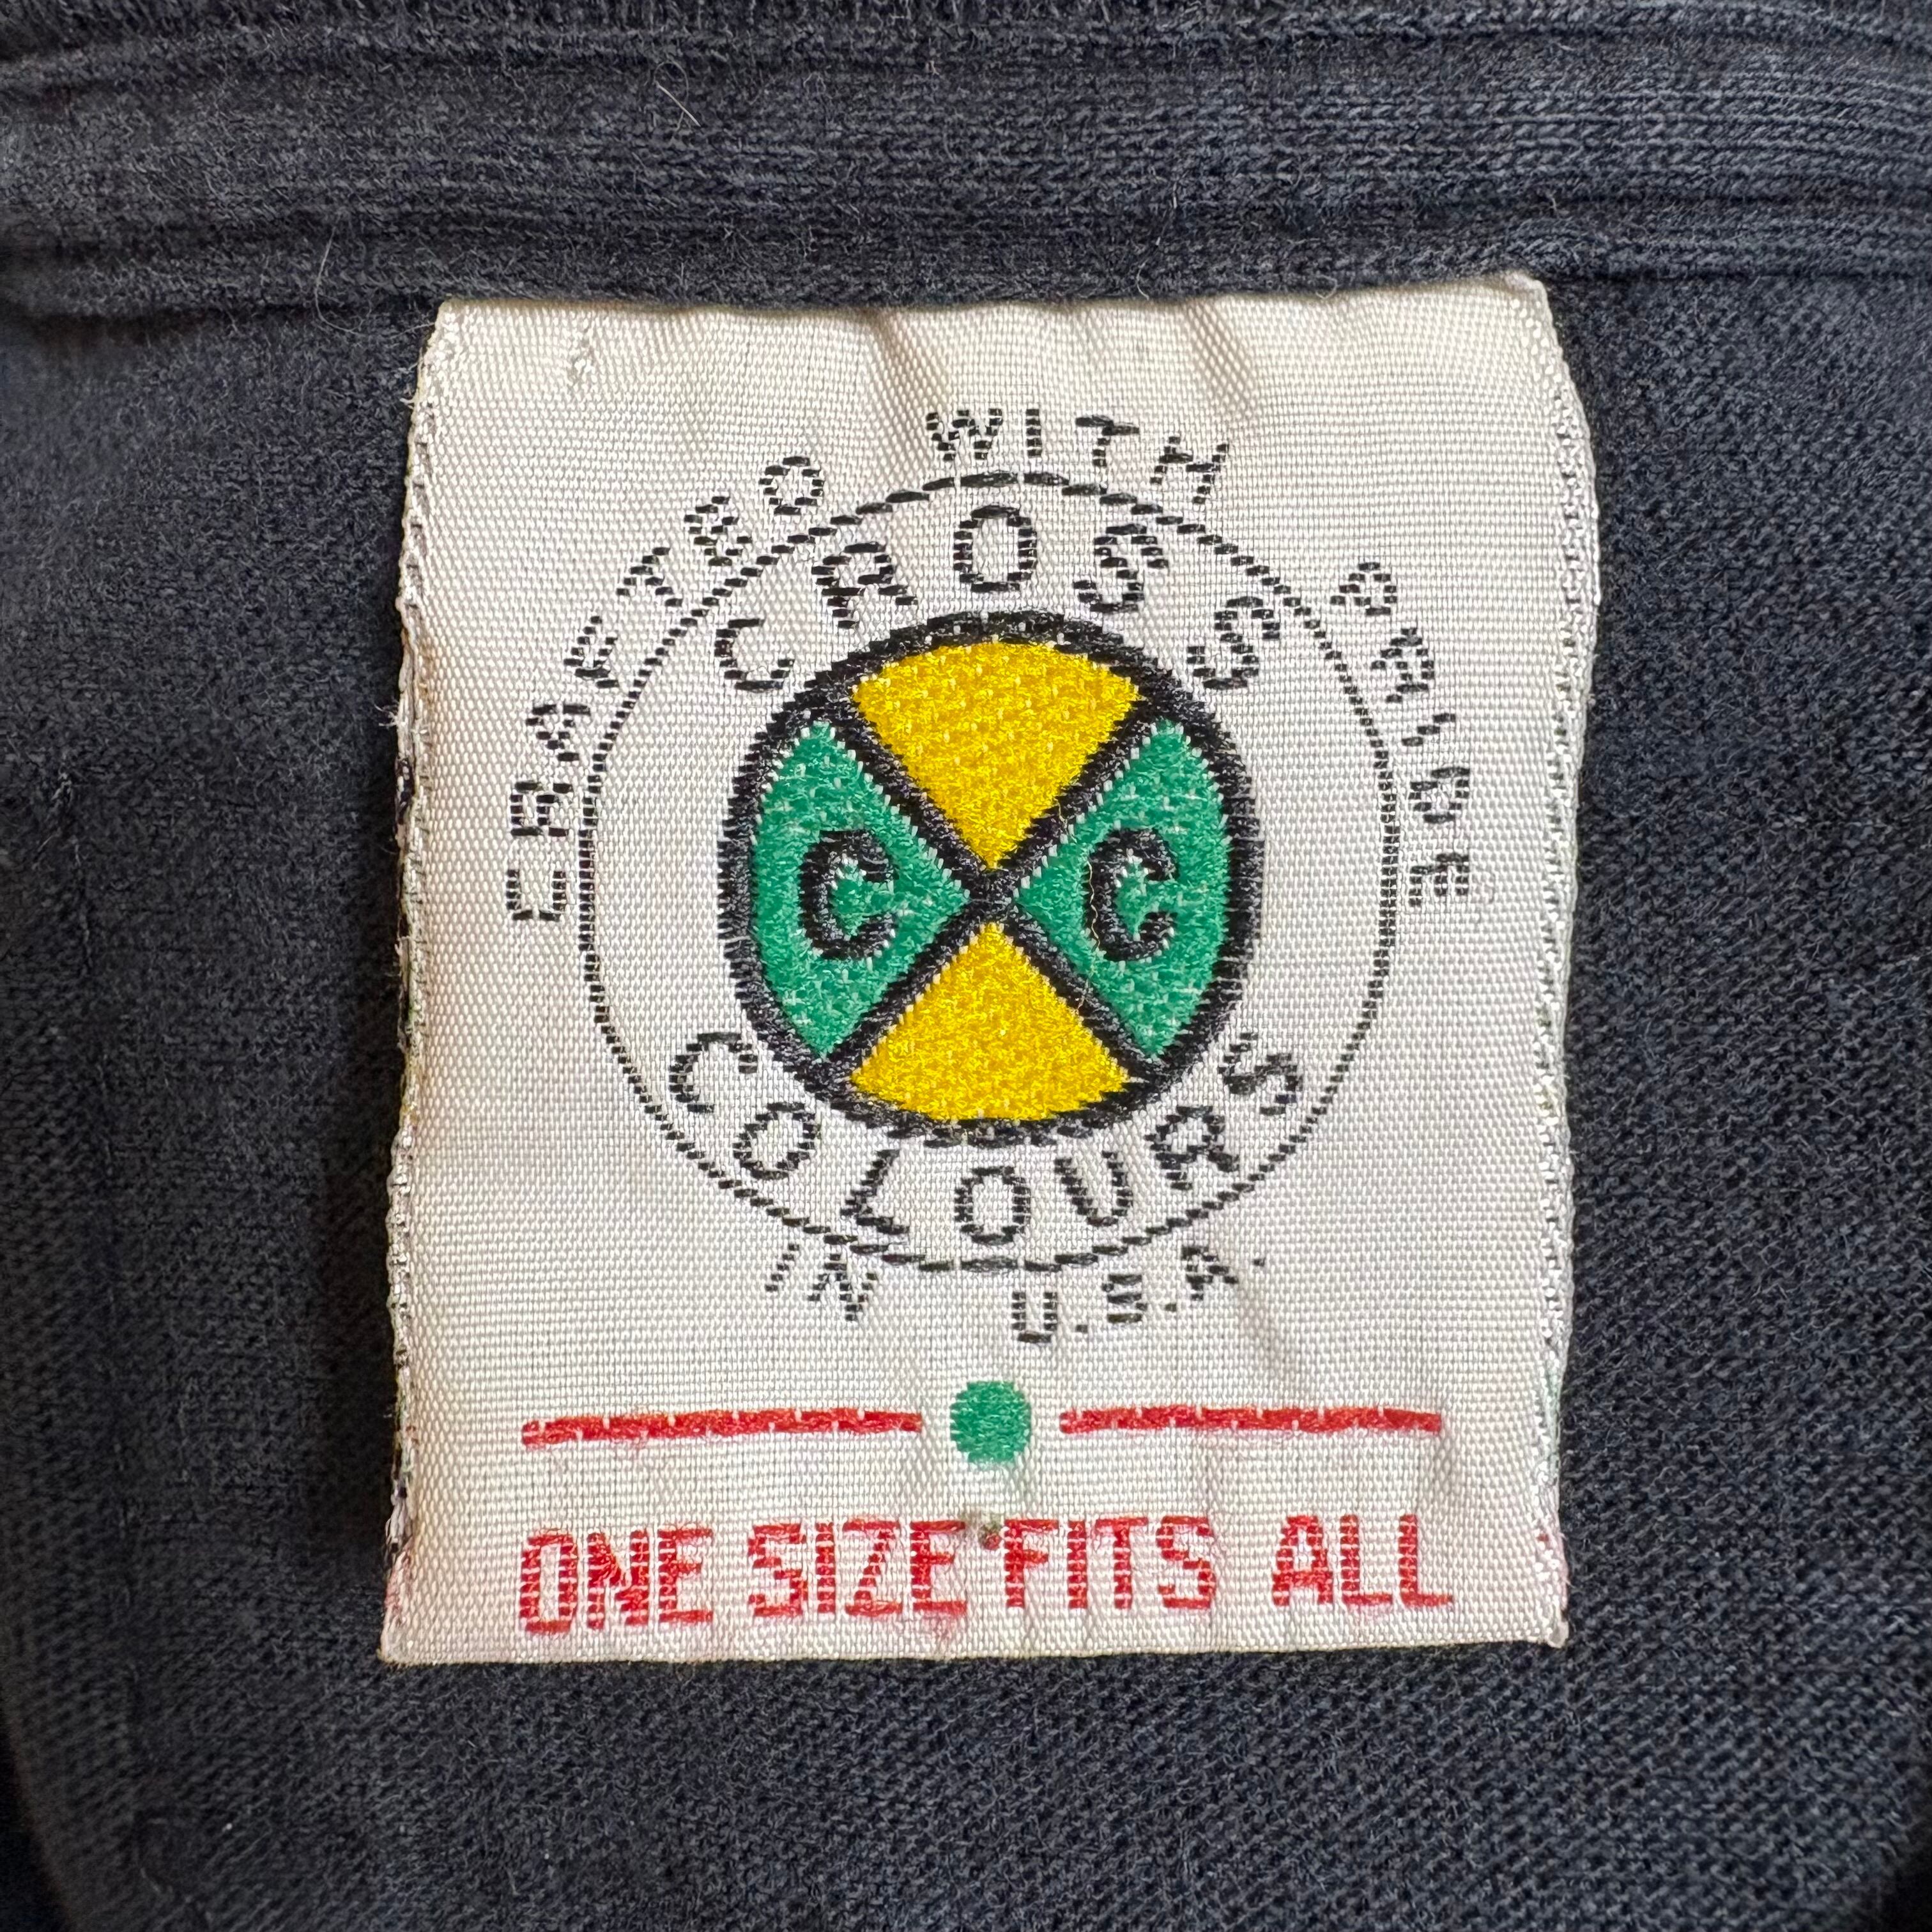 CRAFTED WITH PRIDE
CROSS
C C
COLOURS
IN U.S.A.
ONE SIZE FITS ALL